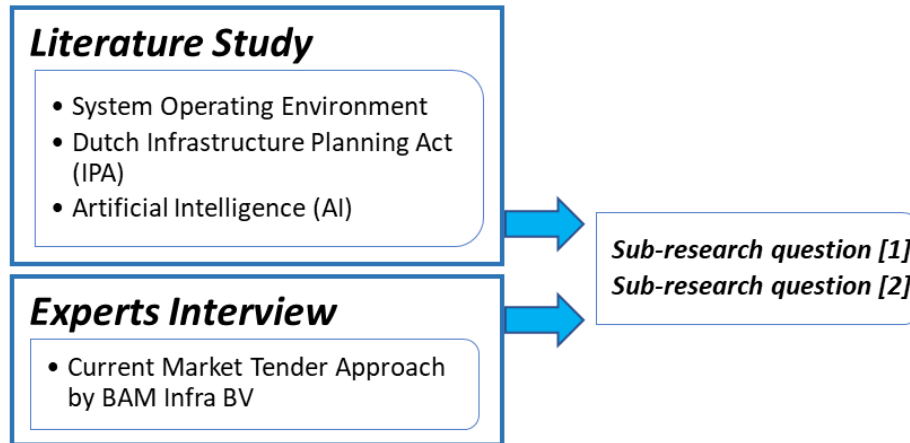 Literature Study
• System Operating Environment
• Dutch Infrastructure Planning Act
(IPA)
• Artificial Intelligence (AI)
Sub-research question [1]
Sub-research question [2]
Experts Interview
• Current Market Tender Approach
by BAM Infra BV